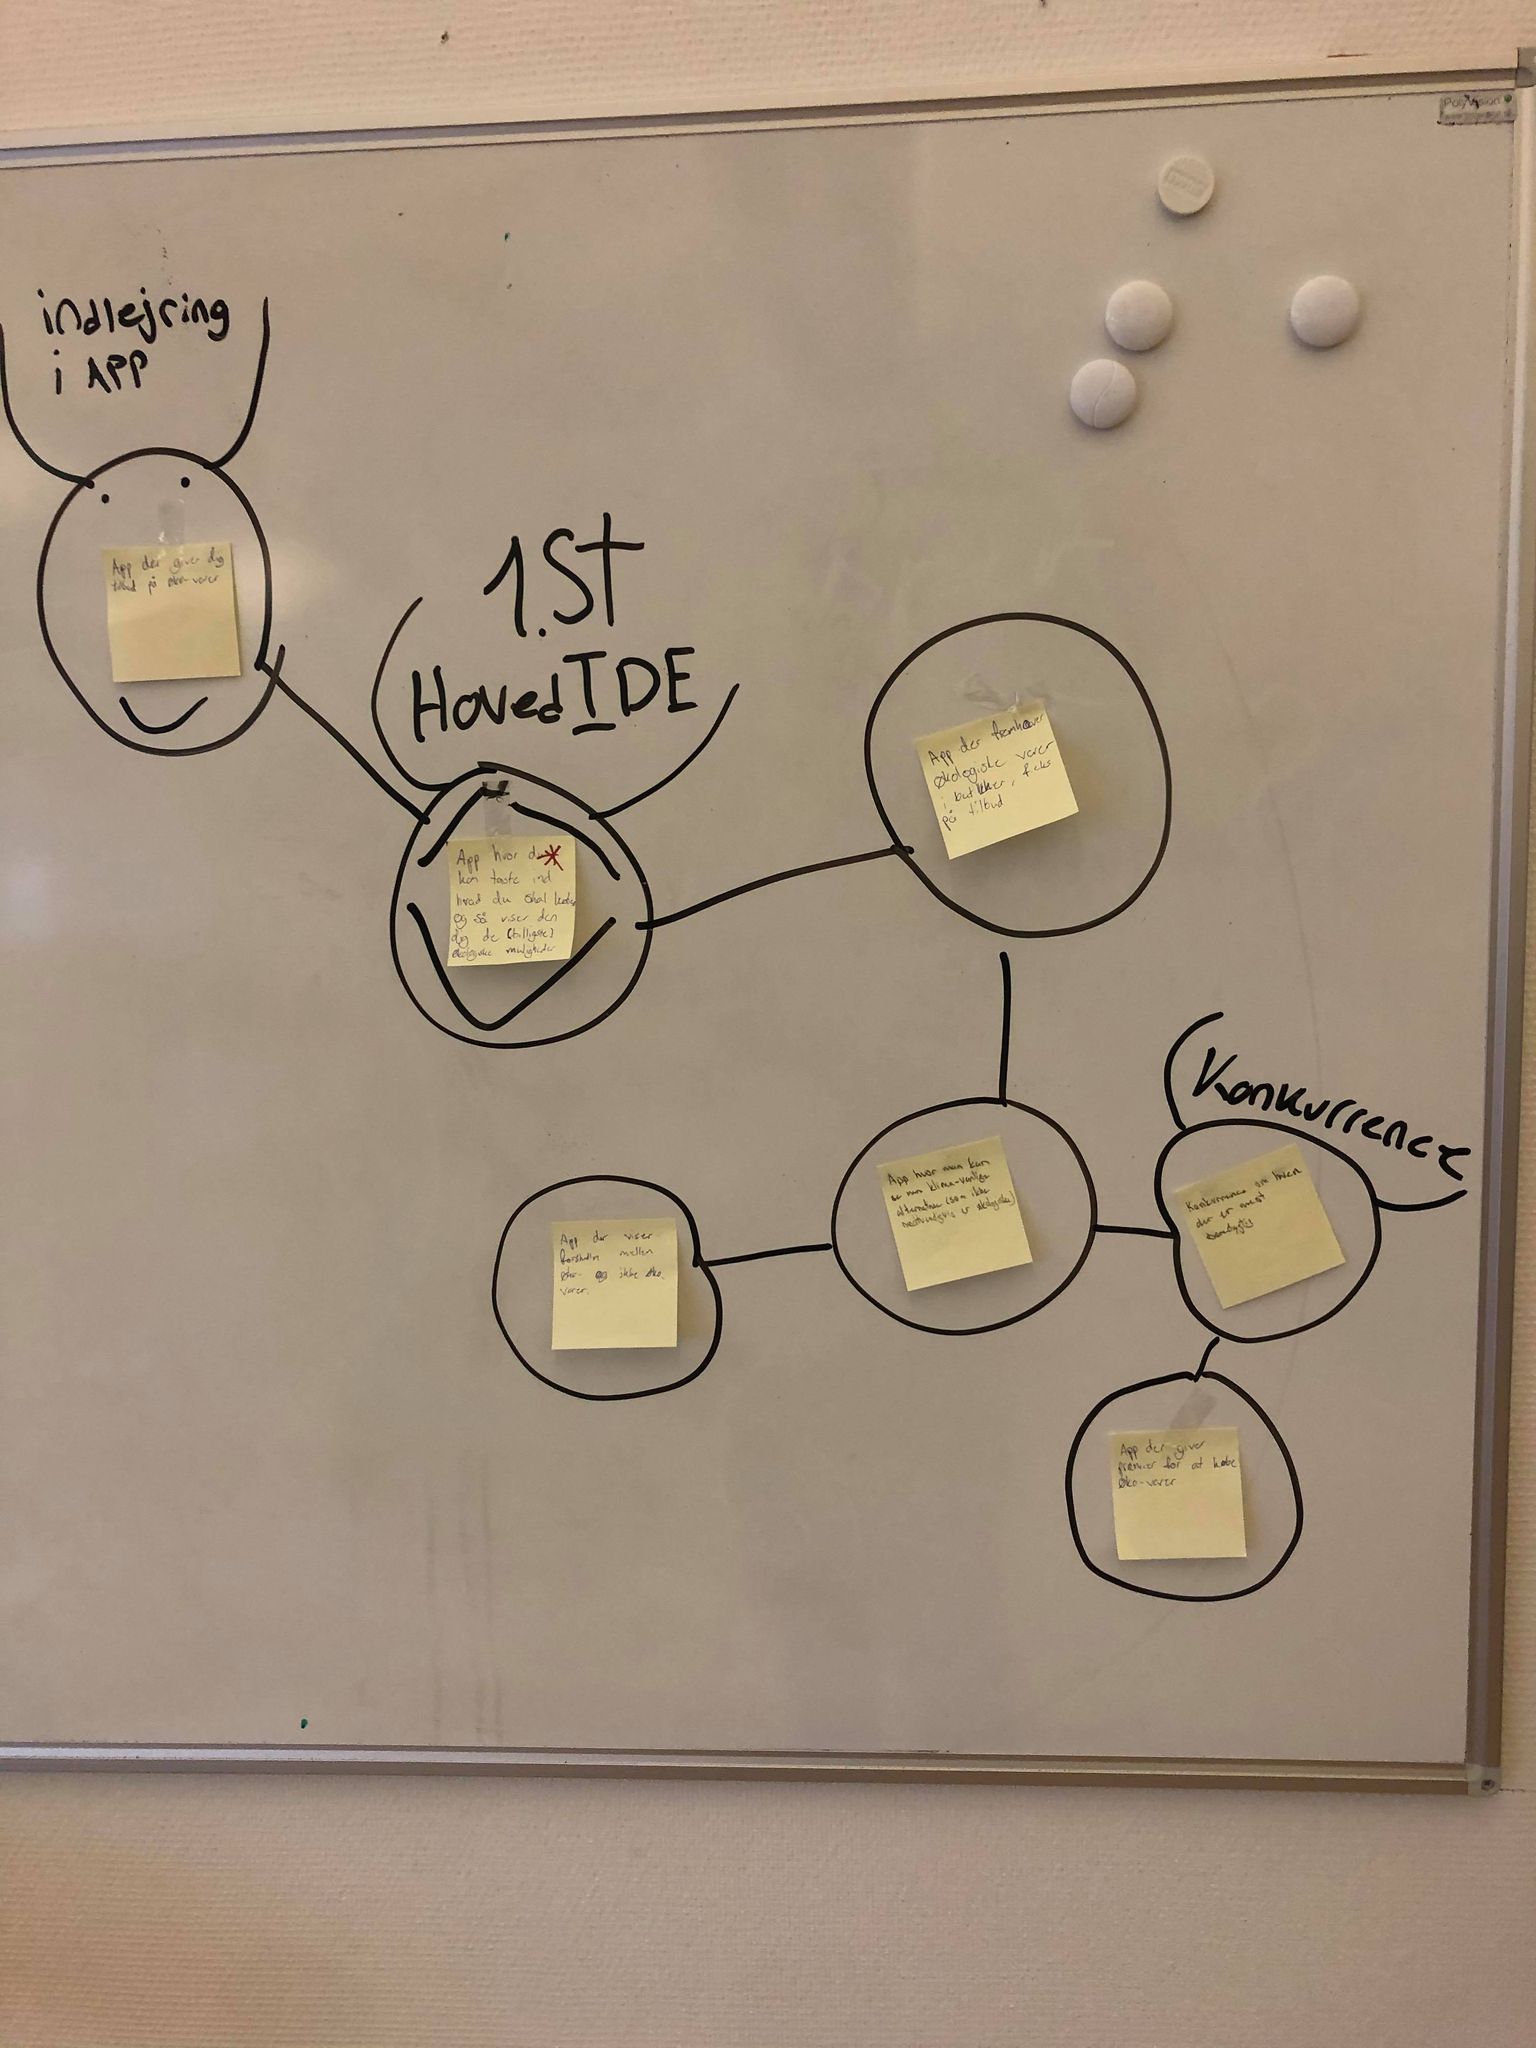 PolyVision
indlejring
i APP
App der giver dig
tilbud på øko-varer
1.ST
HovedIDE
App hvor du
kan taste ind
hvad du skal købe
og så viser den
dig de (billigste)
økologiske muligheder
App der fremhæver
økologiske varer
i butikker, f.eks
på tilbud
Konkurrence
App hvor man kan
se mere klima-venlige
alternativer (som ikke
nødvendigvis er økologiske)
Konkurrence om hvem
der er mest
bæredygtig
App der viser
forskellen mellem
øko- og ikke øko.
varer.
App der giver
præmier for at købe
øko-varer